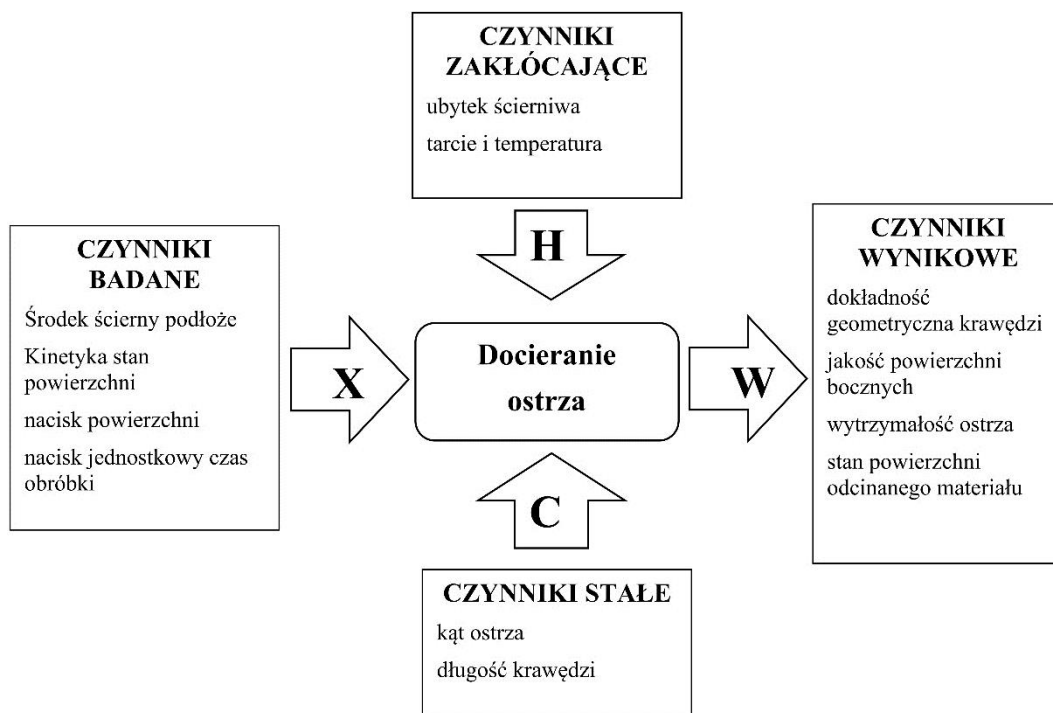 CZYNNIKI
ZAKŁÓCAJĄCE
ubytek ścierniwa
tarcie i temperatura
H
CZYNNIKI
BADANE
Środek ścierny podłoże
Kinetyka stan
powierzchni
nacisk powierzchni
nacisk jednostkowy czas
obróbki
X
Docieranie
ostrza
W
CZYNNIKI
WYNIKOWE
dokładność
geometryczna krawędzi
jakość powierzchni
bocznych
wytrzymałość ostrza
stan powierzchni
odcinanego materiału
C
CZYNNIKI STAŁE
kąt ostrza
długość krawędzi